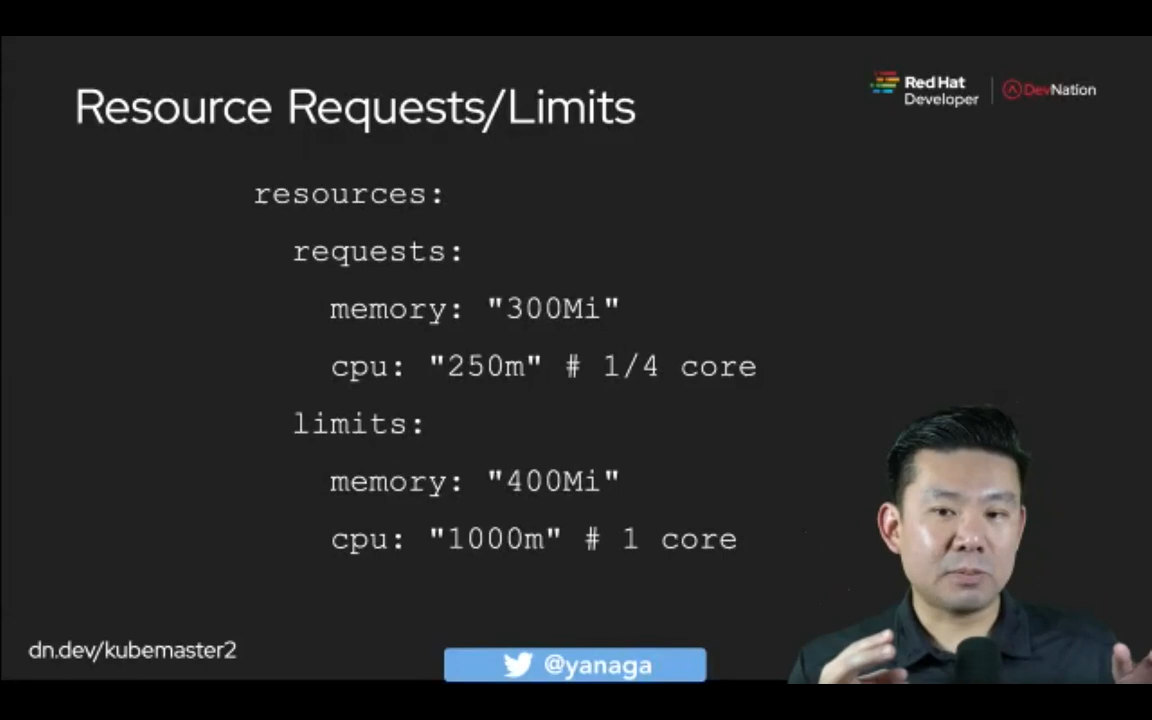 Resource Requests/Limits
Red Hat
Developer
DevNation
resources:
  requests:
    memory: "300Mi"
    cpu: "250m" # 1/4 core
  limits:
    memory: "400Mi"
    cpu: "1000m" # 1 core
dn.dev/kubemaster2
@yanaga